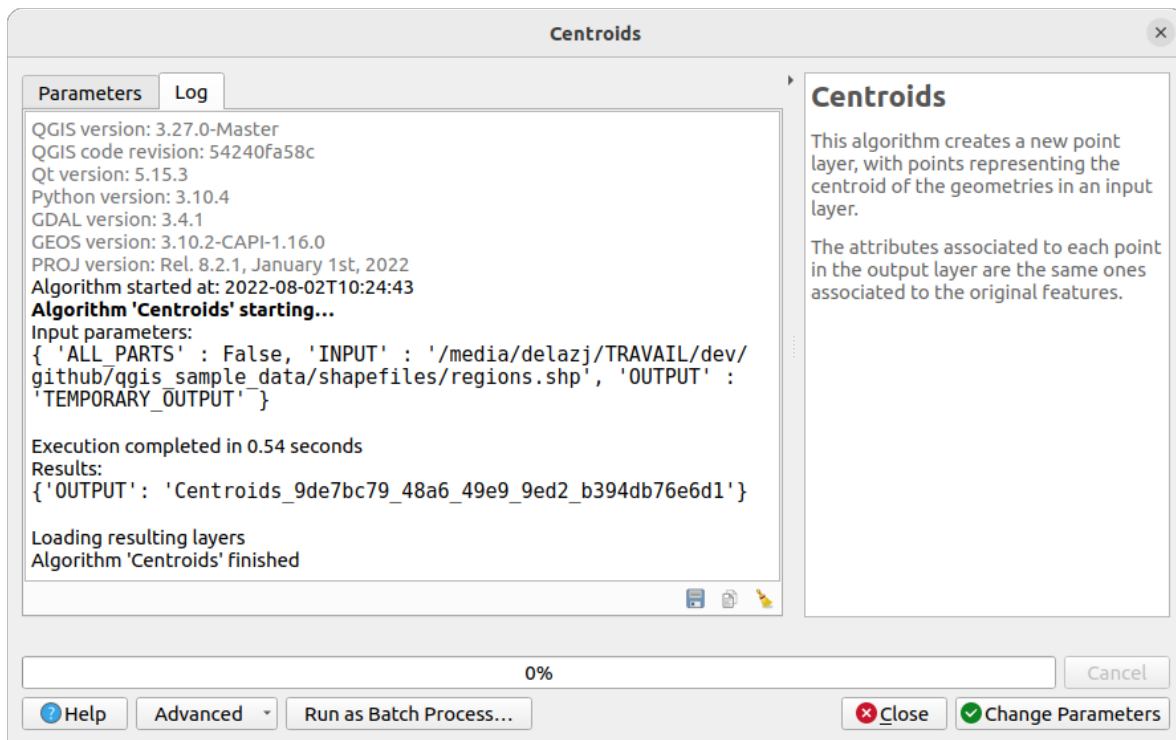 Centroids
Parameters
Log
QGIS version: 3.27.0-Master
QGIS code revision: 54240fa58c
Qt version: 5.15.3
Python version: 3.10.4
GDAL version: 3.4.1
GEOS version: 3.10.2-CAPI-1.16.0
PROJ version: Rel. 8.2.1, January 1st, 2022
Algorithm started at: 2022-08-02T10:24:43
Algorithm 'Centroids' starting…
Input parameters:
{ 'ALL_PARTS' : False, 'INPUT' : '/media/delazj/TRAVAIL/dev/
github/qgis_sample_data/shapefiles/regions.shp', 'OUTPUT' :
'TEMPORARY_OUTPUT' }
Execution completed in 0.54 seconds
Results:
{'OUTPUT': 'Centroids_9de7bc79_48a6_49e9_9ed2_b394db76e6d1'}
Loading resulting layers
Algorithm 'Centroids' finished
Centroids
This algorithm creates a new point
layer, with points representing the
centroid of the geometries in an input
layer.
The attributes associated to each point
in the output layer are the same ones
associated to the original features.
0%
Cancel
Help
Advanced
Run as Batch Process…
Close
Change Parameters